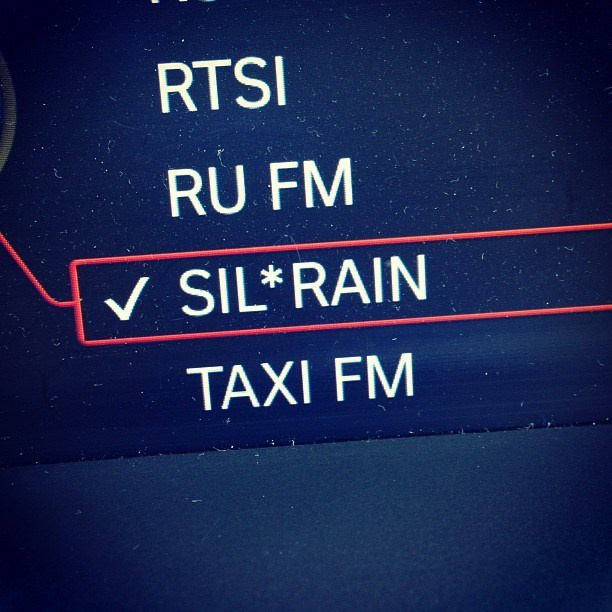 RTSI
RU FM
✓ SIL*RAIN
TAXI FM